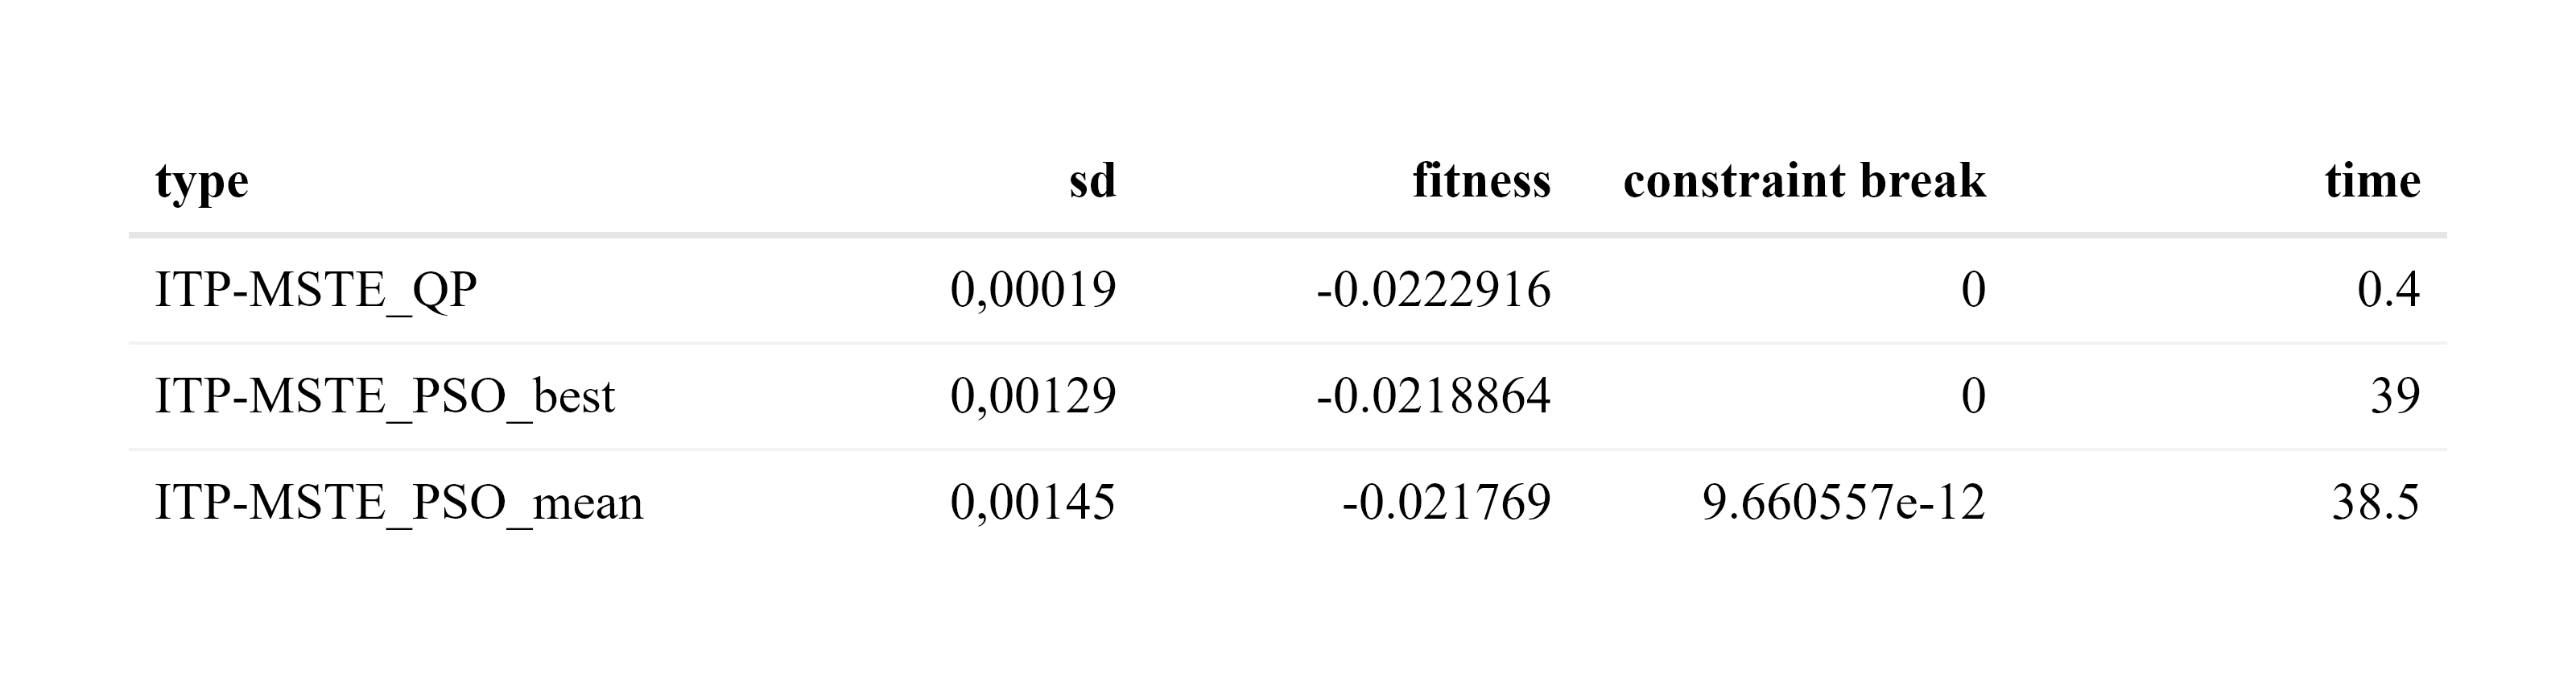 type sd fitness constraint break time
ITP-MSTE_QP 0,00019 -0.0222916 0 0.4
ITP-MSTE_PSO_best 0,00129 -0.0218864 0 39
ITP-MSTE_PSO_mean 0,00145 -0.021769 9.660557e-12 38.5